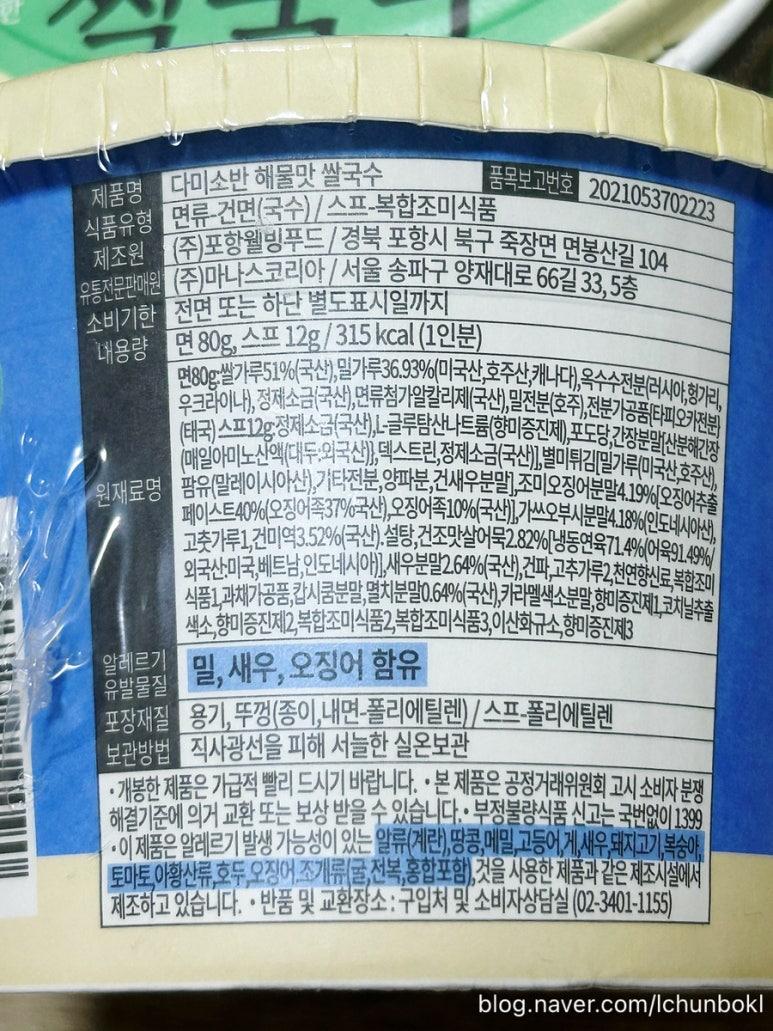 쌀국수
제품명 다미소반 해물맛 쌀국수 품목보고번호 2021053702223
식품유형 면류-건면(국수) / 스프-복합조미식품
제조원 (주)포항웰빙푸드 / 경북 포항시 북구 죽장면 면봉산길 104
유통전문판매원 (주)마나스코리아 / 서울 송파구 양재대로 66길 33, 5층
소비기한 전면 또는 하단 별도표시일까지
내용량 면 80g, 스프 12g / 315 kcal (1인분)
원재료명
면80g:쌀가루51%(국산),밀가루36.93%(미국산,호주산,캐나다),옥수수전분(러시아,헝가리,
우크라이나), 정제소금(국산),면류첨가알칼리제(국산),밀전분(호주),전분가공품(타피오카전분)
(태국) 스프12g:정제소금(국산),L-글루탐산나트륨(향미증진제),포도당,간장분말[산분해간장
(매일아미노산액(대두:외국산)},덱스트린,정제소금(국산)],별미튀김[밀가루(미국산,호주산),
팜유(말레이시아산),기타전분,양파분,건새우분말],조미오징어분말4.19%[오징어추출
페이스트40%(오징어족37%국산),오징어족10%(국산)],가쓰오부시분말4.18%(인도네시아산),
고춧가루1,건미역3.52%(국산),설탕,건조맛살어묵2.82%[냉동연육71.4%(어육91.49%/
외국산:미국,베트남,인도네시아)],새우분말2.64%(국산),건파,고추가루2,천연향신료,복합조미
식품1,과채가공품,캅시쿰분말,멸치분말0.64%(국산),카라멜색소분말,향미증진제1,코치닐추출
색소,향미증진제2,복합조미식품2,복합조미식품3,이산화규소,향미증진제3
알레르기 유발물질 밀, 새우, 오징어 함유
포장재질 용기, 뚜껑(종이,내면-폴리에틸렌) / 스프-폴리에틸렌
보관방법 직사광선을 피해 서늘한 실온보관
·개봉한 제품은 가급적 빨리 드시기 바랍니다. ·본 제품은 공정거래위원회 고시 소비자 분쟁
해결기준에 의거 교환 또는 보상 받을 수 있습니다.·부정불량식품 신고는 국번없이 1399
·이 제품은 알레르기 발생 가능성이 있는 알류(계란),땅콩,메밀,고등어,게,새우,돼지고기,복숭아,
토마토,아황산류,호두,오징어,조개류(굴,전복,홍합포함),것을 사용한 제품과 같은 제조시설에서
제조하고 있습니다. ·반품 및 교환장소 : 구입처 및 소비자상담실 (02-3401-1155)
blog.naver.com/lchunbokl